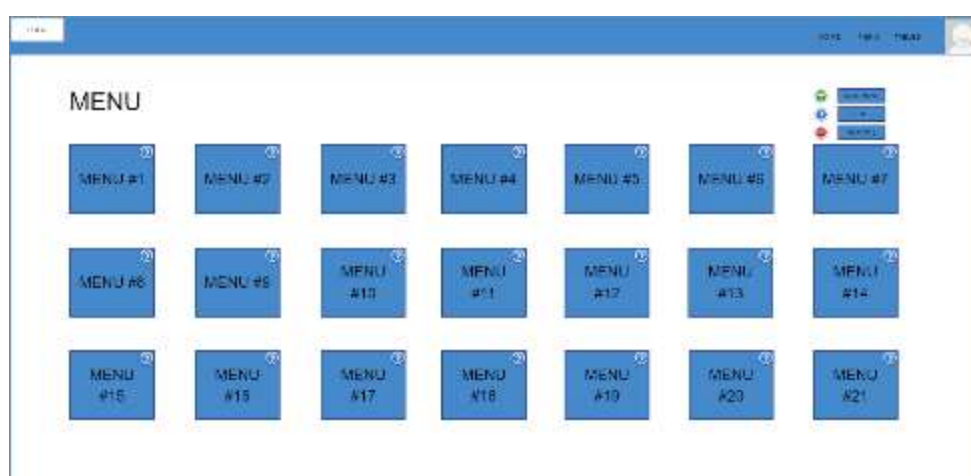 MENU
MENU #1
MENU #2
MENU #3
MENU #4
MENU #5
MENU #6
MENU #7
MENU #8
MENU #9
MENU
#10
MENU
#11
MENU
#12
MENU
#13
MENU
#14
MENU
#15
MENU
#16
MENU
#17
MENU
#18
MENU
#19
MENU
#20
MENU
#21